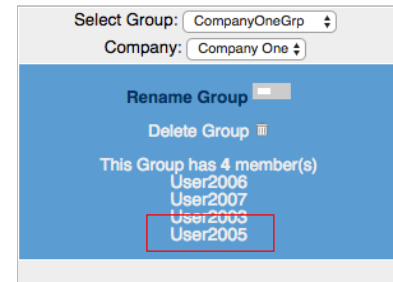 Select Group: CompanyOneGrp
Company: Company One
Rename Group
Delete Group
This Group has 4 member(s)
User2006
User2007
User2003
User2005